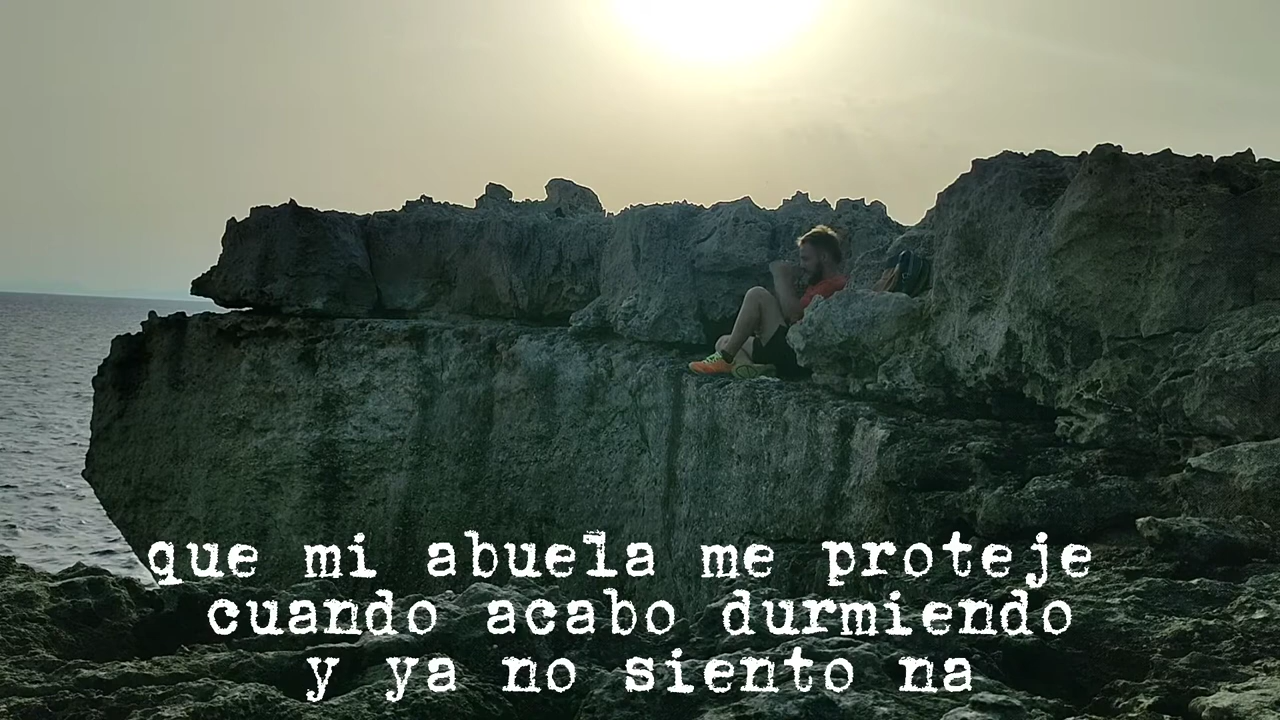 que mi abuela me proteje
cuando acabo durmiendo
y ya no siento na